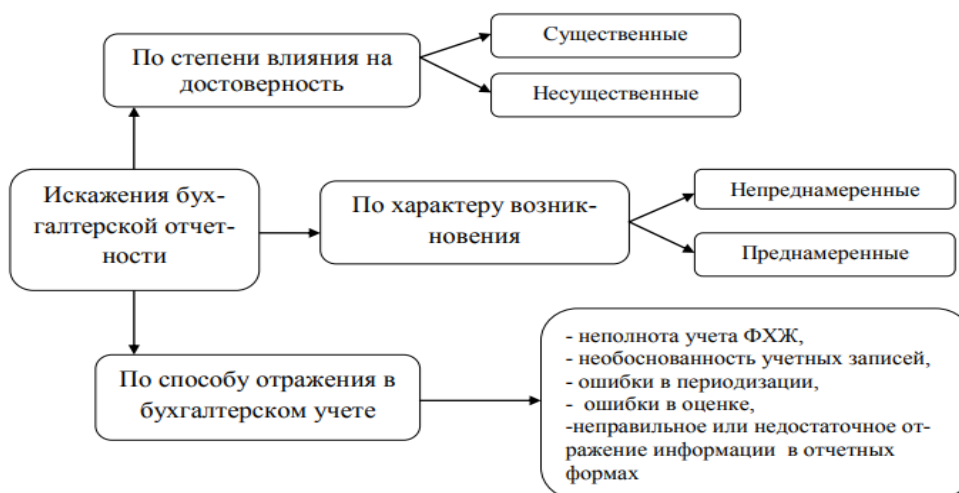 По степени влияния на
достоверность
Существенные
Несущественные
Искажения бух-
галтерской отчет-
ности
По характеру возник-
новения
Непреднамеренные
Преднамеренные
По способу отражения в
бухгалтерском учете
- неполнота учета ФХЖ,
- необоснованность учетных записей,
- ошибки в периодизации,
- ошибки в оценке,
-неправильное или недостаточное от-
ражение информации в отчетных
формах